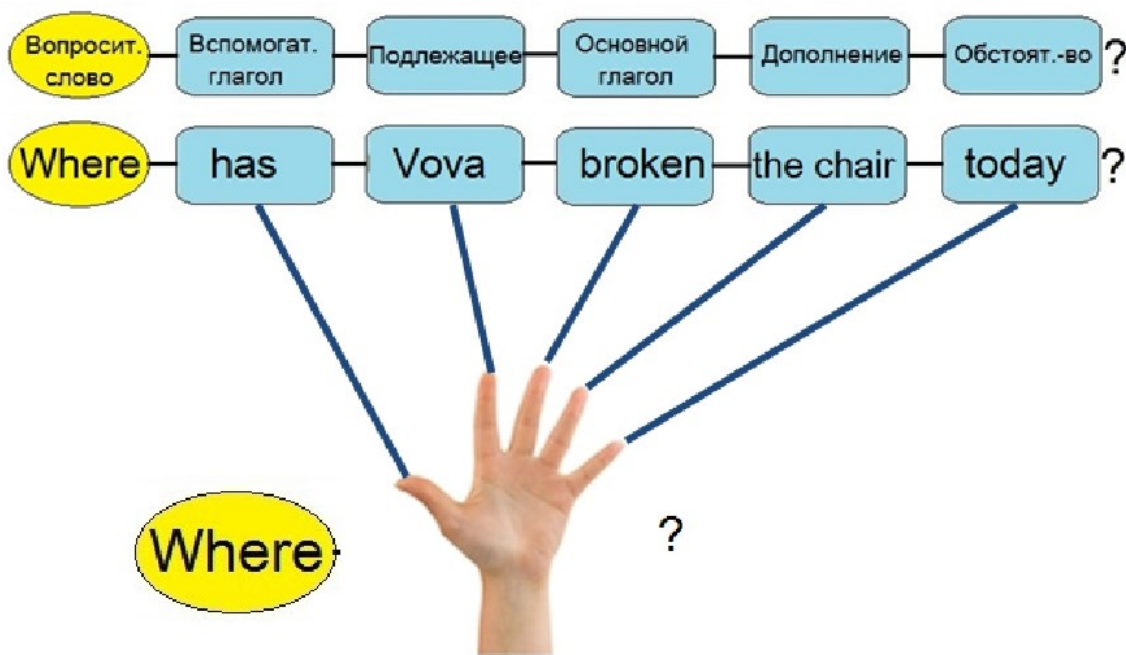 Вопросит. слово
Вспомогат. глагол
Подлежащее
Основной глагол
Дополнение
Обстоят.-во
?
Where
has
Vova
broken
the chair
today
?
Where
?